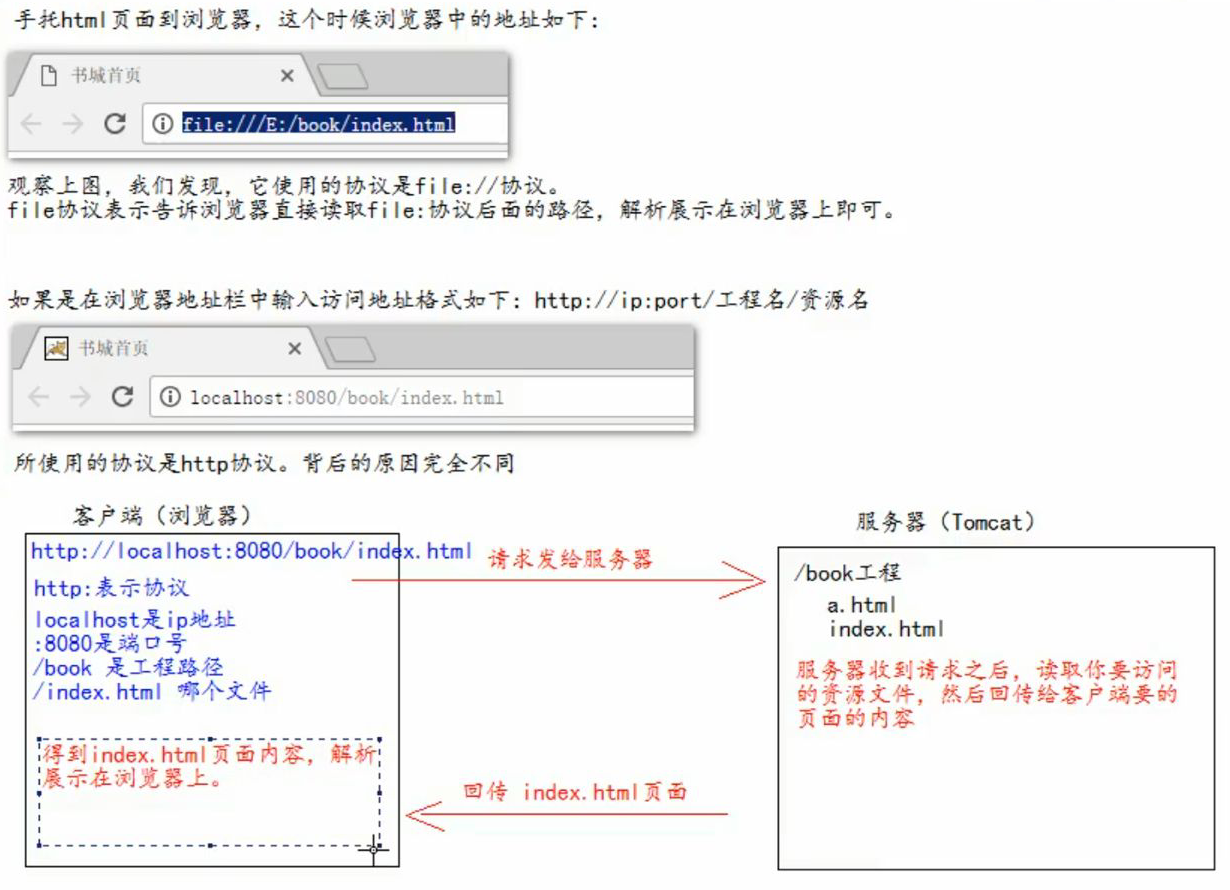 手托html页面到浏览器，这个时候浏览器中的地址如下：
书城首页
file:///E:/book/index.html
观察上图，我们发现，它使用的协议是file://协议。
file协议表示告诉浏览器直接读取file:协议后面的路径，解析展示在浏览器上即可。
如果是在浏览器地址栏中输入访问地址格式如下：http://ip:port/工程名/资源名
书城首页
localhost:8080/book/index.html
所使用的协议是http协议。背后的原因完全不同
客户端（浏览器）
http://localhost:8080/book/index.html
http:表示协议
localhost是ip地址
:8080是端口号
/book 是工程路径
/index.html 哪个文件
得到index.html页面内容，解析
展示在浏览器上。
请求发给服务器
回传 index.html页面
服务器（Tomcat）
/book工程
a.html
index.html
服务器收到请求之后，读取你要访问
的资源文件，然后回传给客户端要的
页面的内容